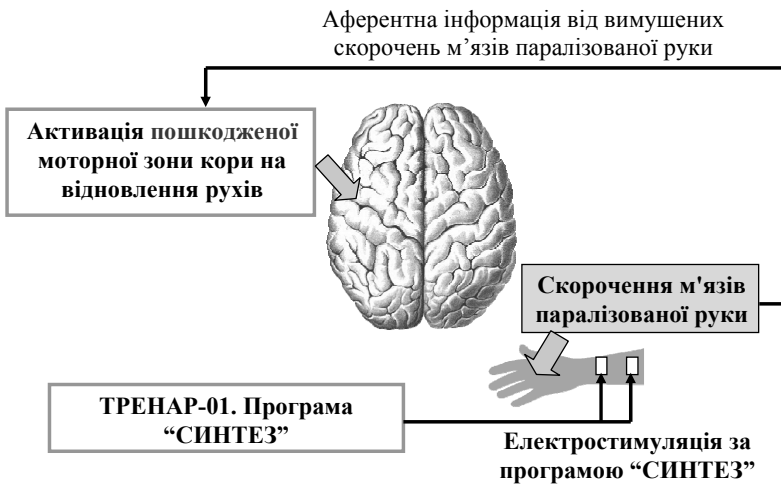 Аферентна інформація від вимушених
скорочень м’язів паралізованої руки
Активація пошкодженої
моторної зони кори на
відновлення рухів
Скорочення м'язів
паралізованої руки
ТРЕНАР-01. Програма
“СИНТЕЗ”
Електростимуляція за
програмою “СИНТЕЗ”